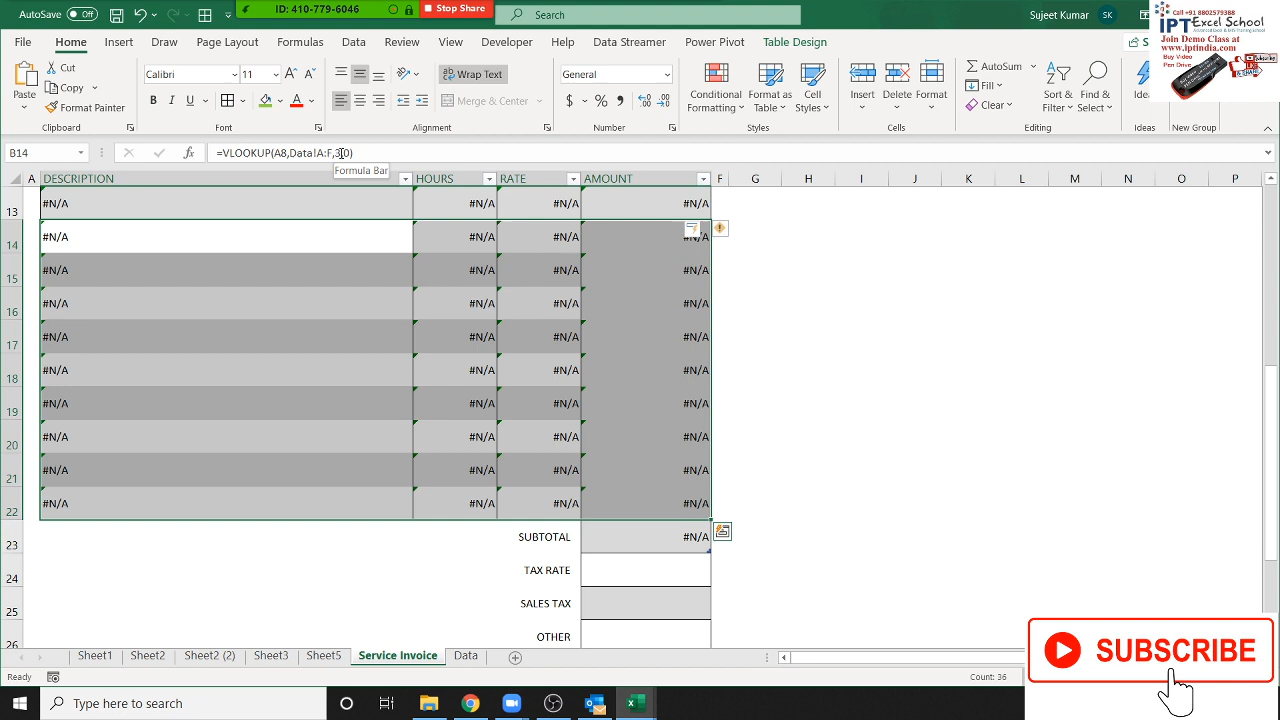 AutoSave Off
ID: 410-779-6046
Stop Share
Search
Sujeet Kumar
SK
Call +91 8802579388
iPT Excel School
Advanced Excel & MIS Training School
Join Demo Class at
www.iptindia.com
Buy Video
Pen Drive
File Home Insert Draw Page Layout Formulas Data Review View Developer Help Data Streamer Power Pivot Table Design
Paste
Cut
Copy
Format Painter
Calibri 11
B I U
Wrap Text
Merge & Center
General
$ % ,
Conditional Formatting
Format as Table
Cell Styles
Insert Delete Format
AutoSum
Fill
Clear
Sort & Filter
Find & Select
Clipboard Font Alignment Number Styles Cells Editing Ideas
B14 fx =VLOOKUP(A8,Data!A:F,3,0)
Formula Bar
A DESCRIPTION HOURS RATE AMOUNT F G H I J K L M N O P
13 #N/A #N/A #N/A #N/A
14 #N/A #N/A #N/A #N/A
15 #N/A #N/A #N/A #N/A
16 #N/A #N/A #N/A #N/A
17 #N/A #N/A #N/A #N/A
18 #N/A #N/A #N/A #N/A
19 #N/A #N/A #N/A #N/A
20 #N/A #N/A #N/A #N/A
21 #N/A #N/A #N/A #N/A
22 #N/A #N/A #N/A #N/A
23 SUBTOTAL #N/A
24 TAX RATE
25 SALES TAX
26 OTHER
SUBSCRIBE
Sheet1 Sheet2 Sheet2 (2) Sheet3 Sheet5 Service Invoice Data
Ready
Count: 36
Type here to search